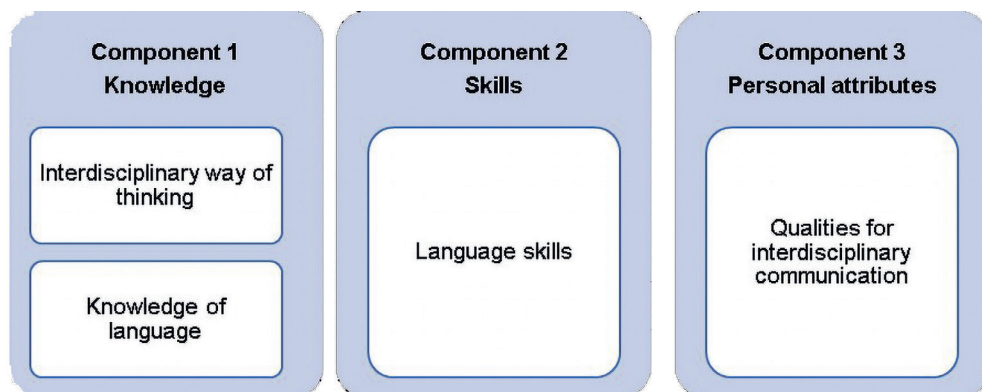 Component 1
Knowledge
Interdisciplinary way of
thinking
Knowledge of
language
Component 2
Skills
Language skills
Component 3
Personal attributes
Qualities for
interdisciplinary
communication